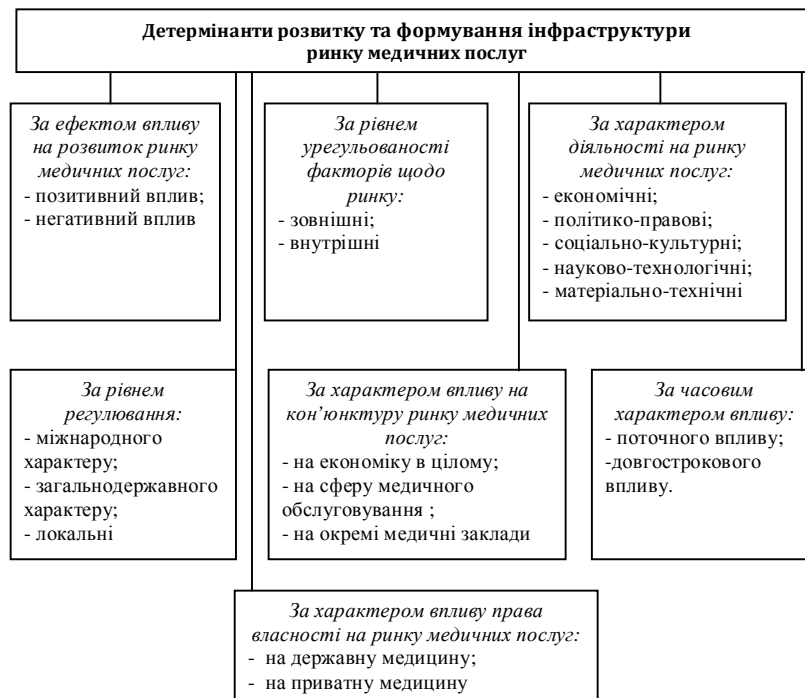 Детермінанти розвитку та формування інфраструктури
ринку медичних послуг
За ефектом впливу
на розвиток ринку
медичних послуг:
- позитивний вплив;
- негативний вплив
За рівнем
урегульованості
факторів щодо
ринку:
- зовнішні;
- внутрішні
За характером
діяльності на ринку
медичних послуг:
- економічні;
- політико-правові;
- соціально-культурні;
- науково-технологічні;
- матеріально-технічні
За рівнем
регулювання:
- міжнародного
характеру;
- загальнодержавного
характеру;
- локальні
За характером впливу на
кон’юнктуру ринку медичних
послуг:
- на економіку в цілому;
- на сферу медичного
обслуговування ;
- на окремі медичні заклади
За часовим
характером впливу:
- поточного впливу;
-довгострокового
впливу.
За характером впливу права
власності на ринку медичних послуг:
- на державну медицину;
- на приватну медицину